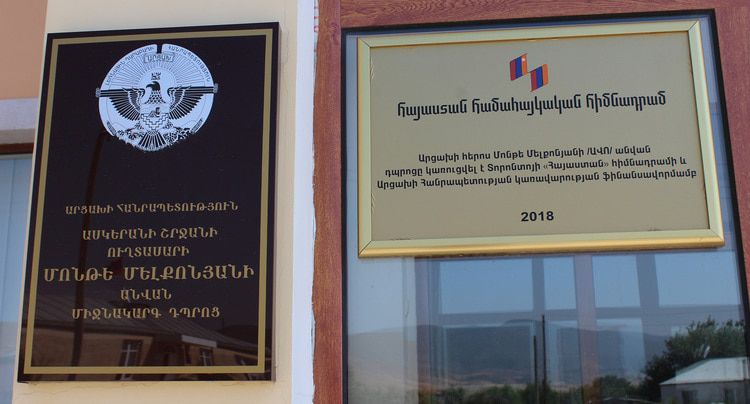 ԱՐՑԱԽ
ԱՐՑԱԽԻ ՀԱՆՐԱՊԵՏՈՒԹՅՈՒՆ
ԱՍԿԵՐԱՆԻ ՇՐՋԱՆԻ
ՈՒՂՏԱՍԱՐԻ
ՄՈՆԹԵ ՄԵԼՔՈՆՅԱՆԻ
ԱՆՎԱՆ
ՄԻՋՆԱԿԱՐԳ ԴՊՐՈՑ
հայաստան համահայկական հիմնադրամ
Արցախի հերոս Մոնթե Մելքոնյանի /ԱՎՈ/ անվան
դպրոցը կառուցվել է Տորոնտոյի «Հայաստան» հիմնադրամի և
Արցախի Հանրապետության կառավարության ֆինանսավորմամբ
2018